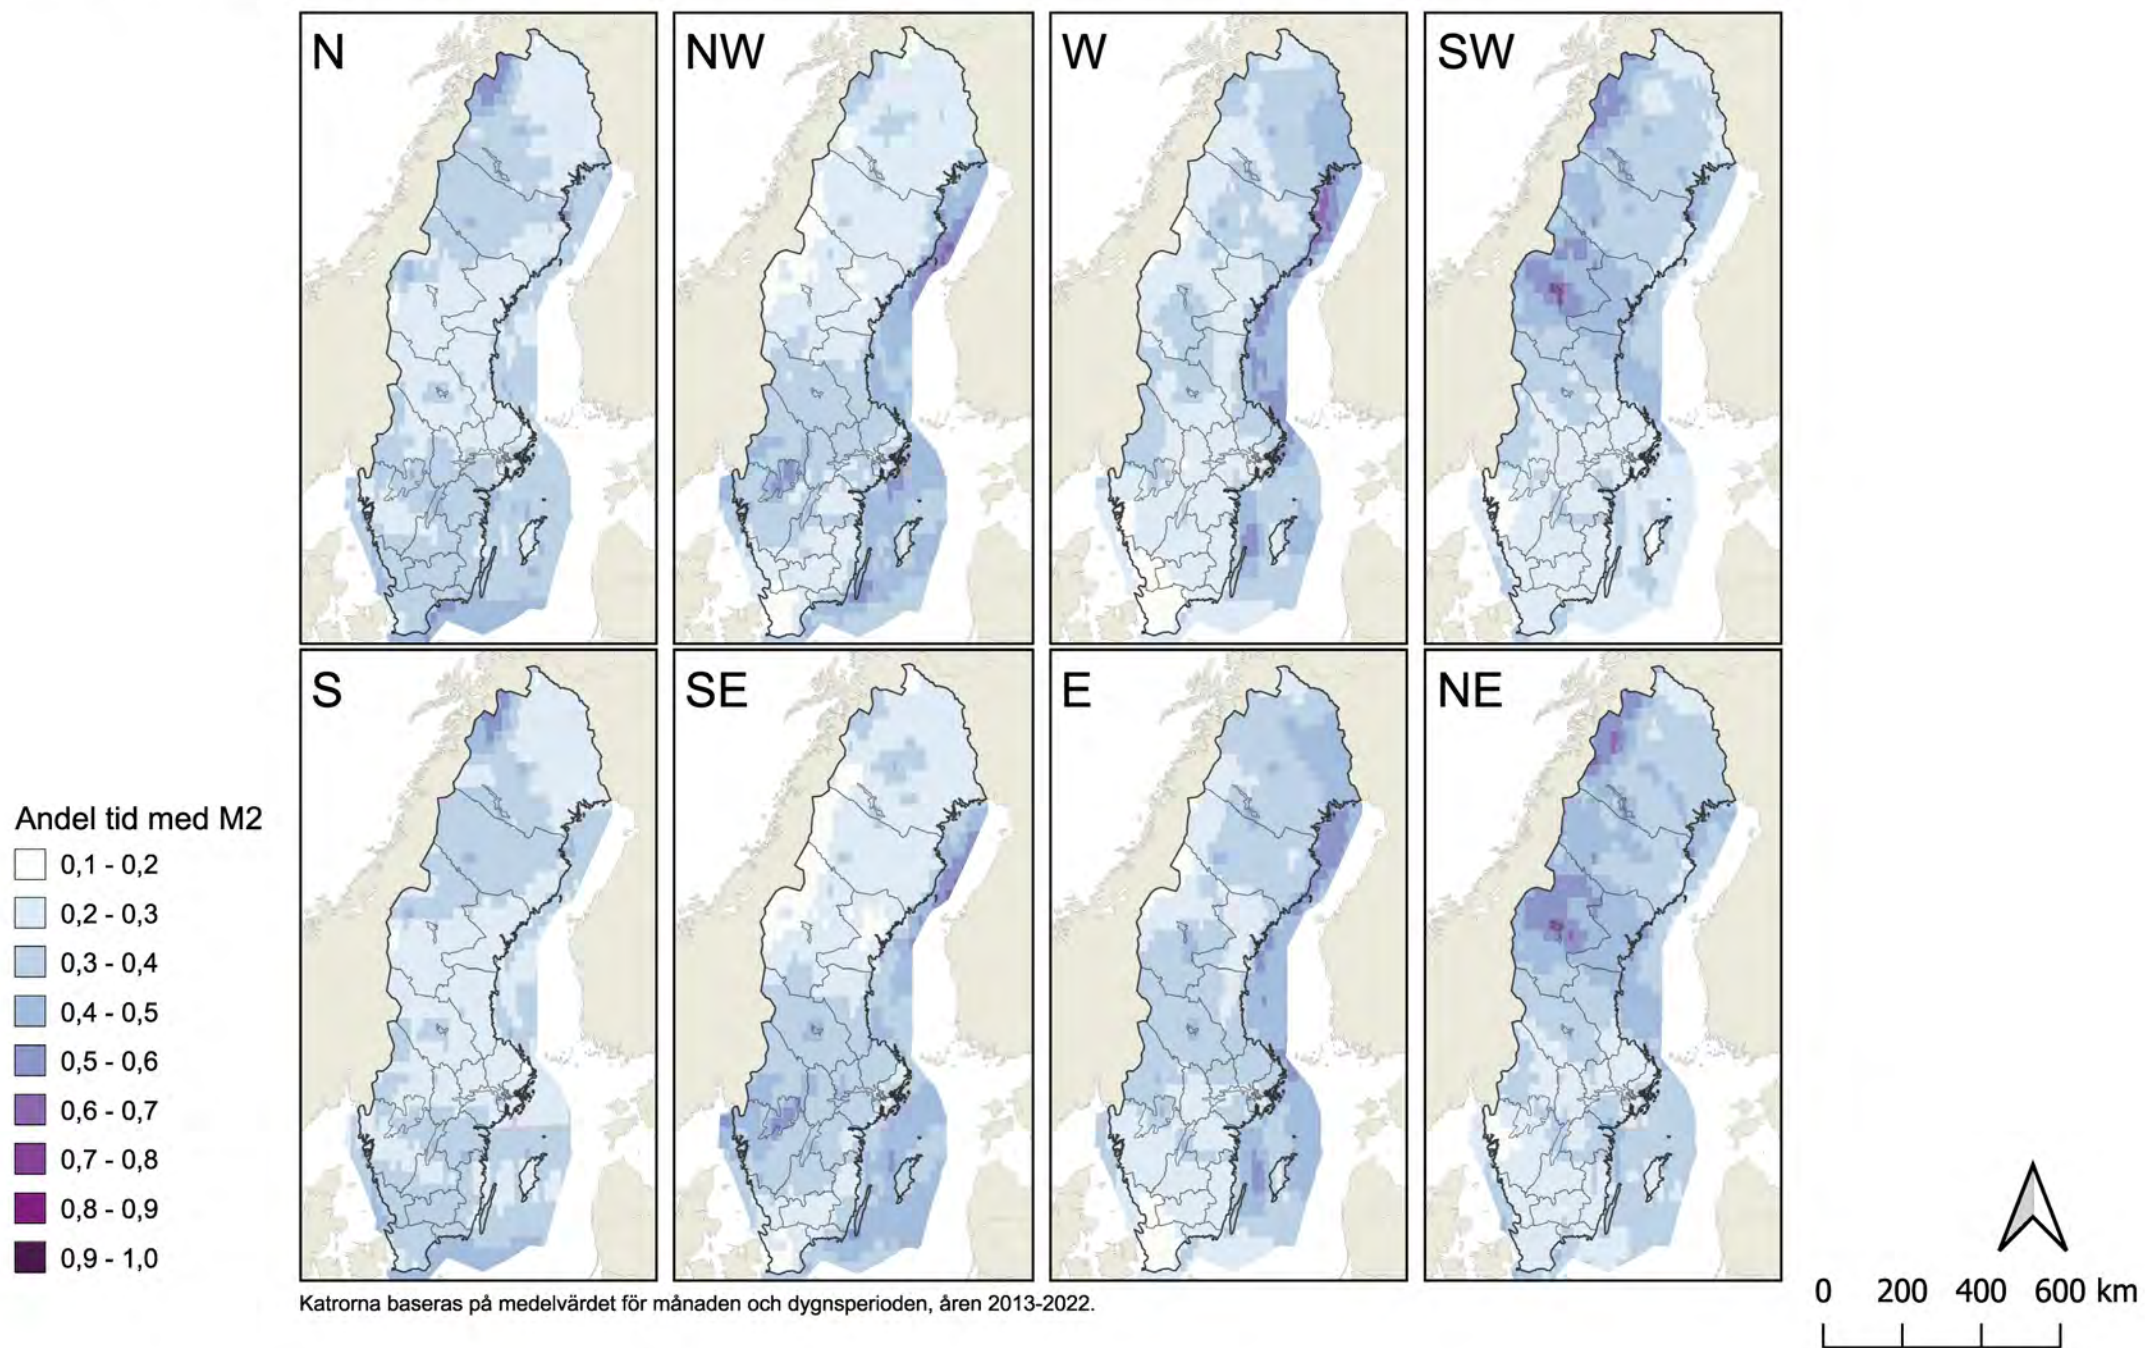 N
NW
W
SW
S
SE
E
NE
Andel tid med M2
0,1 - 0,2
0,2 - 0,3
0,3 - 0,4
0,4 - 0,5
0,5 - 0,6
0,6 - 0,7
0,7 - 0,8
0,8 - 0,9
0,9 - 1,0
Katrorna baseras på medelvärdet för månaden och dygnsperioden, åren 2013-2022.
0 200 400 600 km